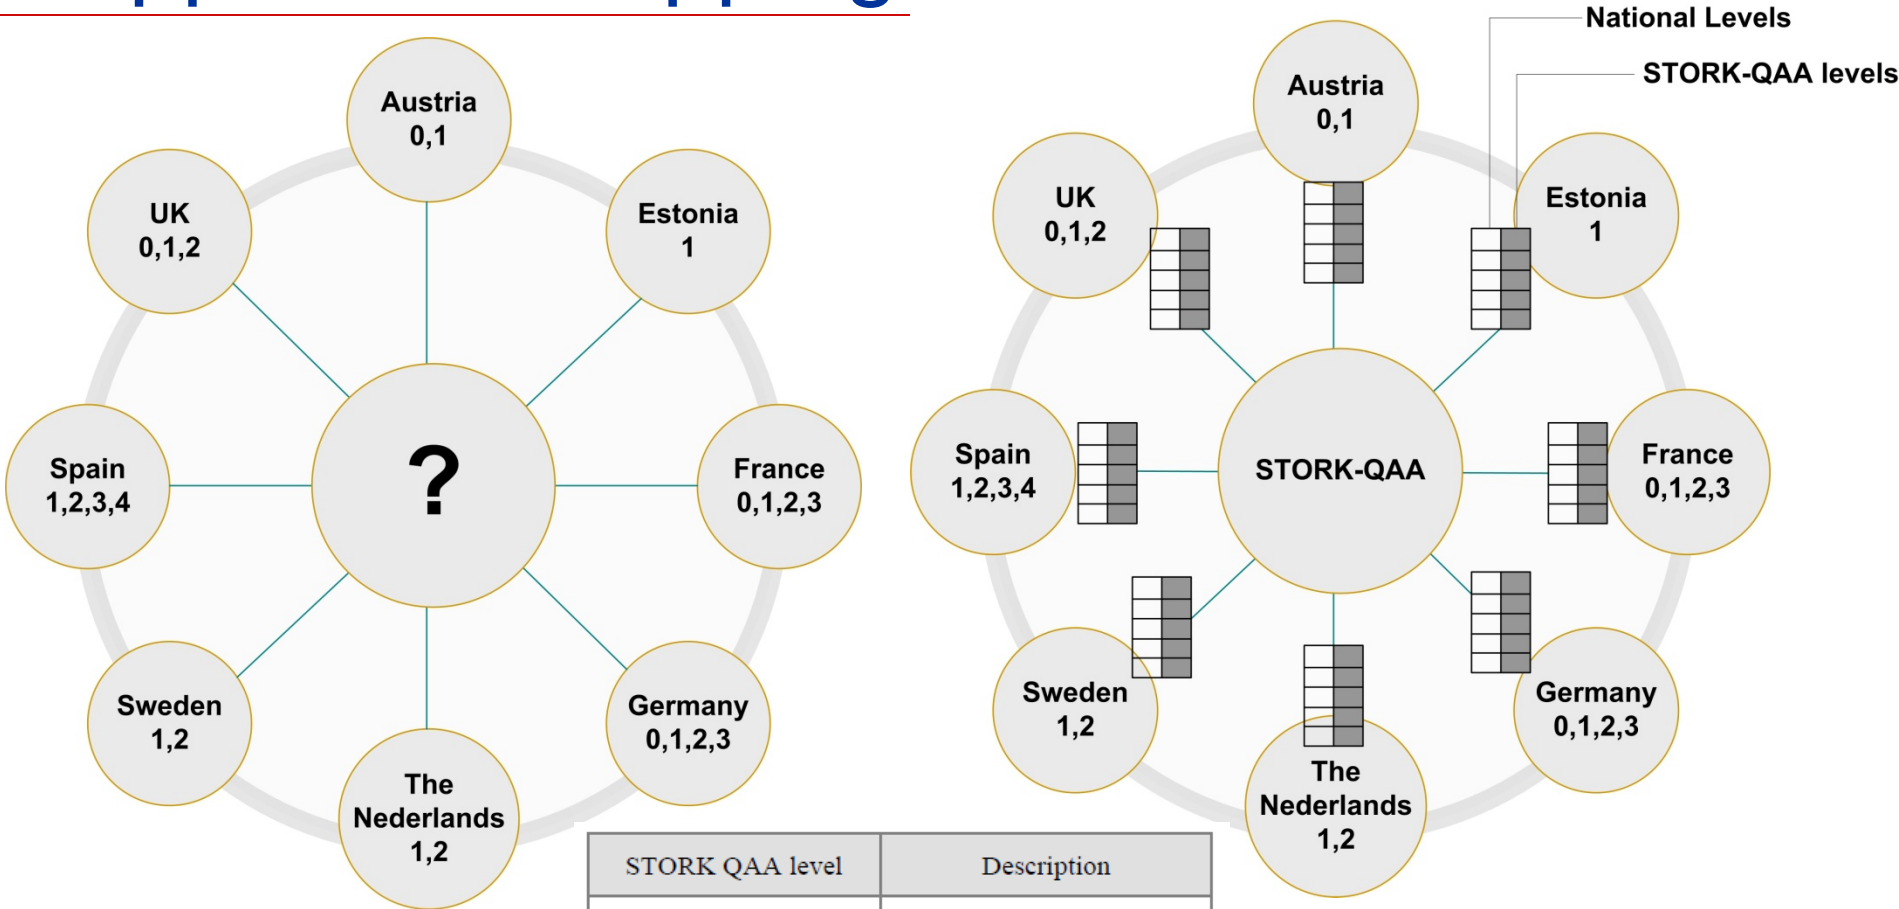 Austria
0,1
UK
0,1,2
Estonia
1
Spain
1,2,3,4
?
France
0,1,2,3
Sweden
1,2
Germany
0,1,2,3
The
Nederlands
1,2
National Levels
STORK-QAA levels
Austria
0,1
UK
0,1,2
Estonia
1
Spain
1,2,3,4
STORK-QAA
France
0,1,2,3
Sweden
1,2
Germany
0,1,2,3
The
Nederlands
1,2
STORK QAA level
Description